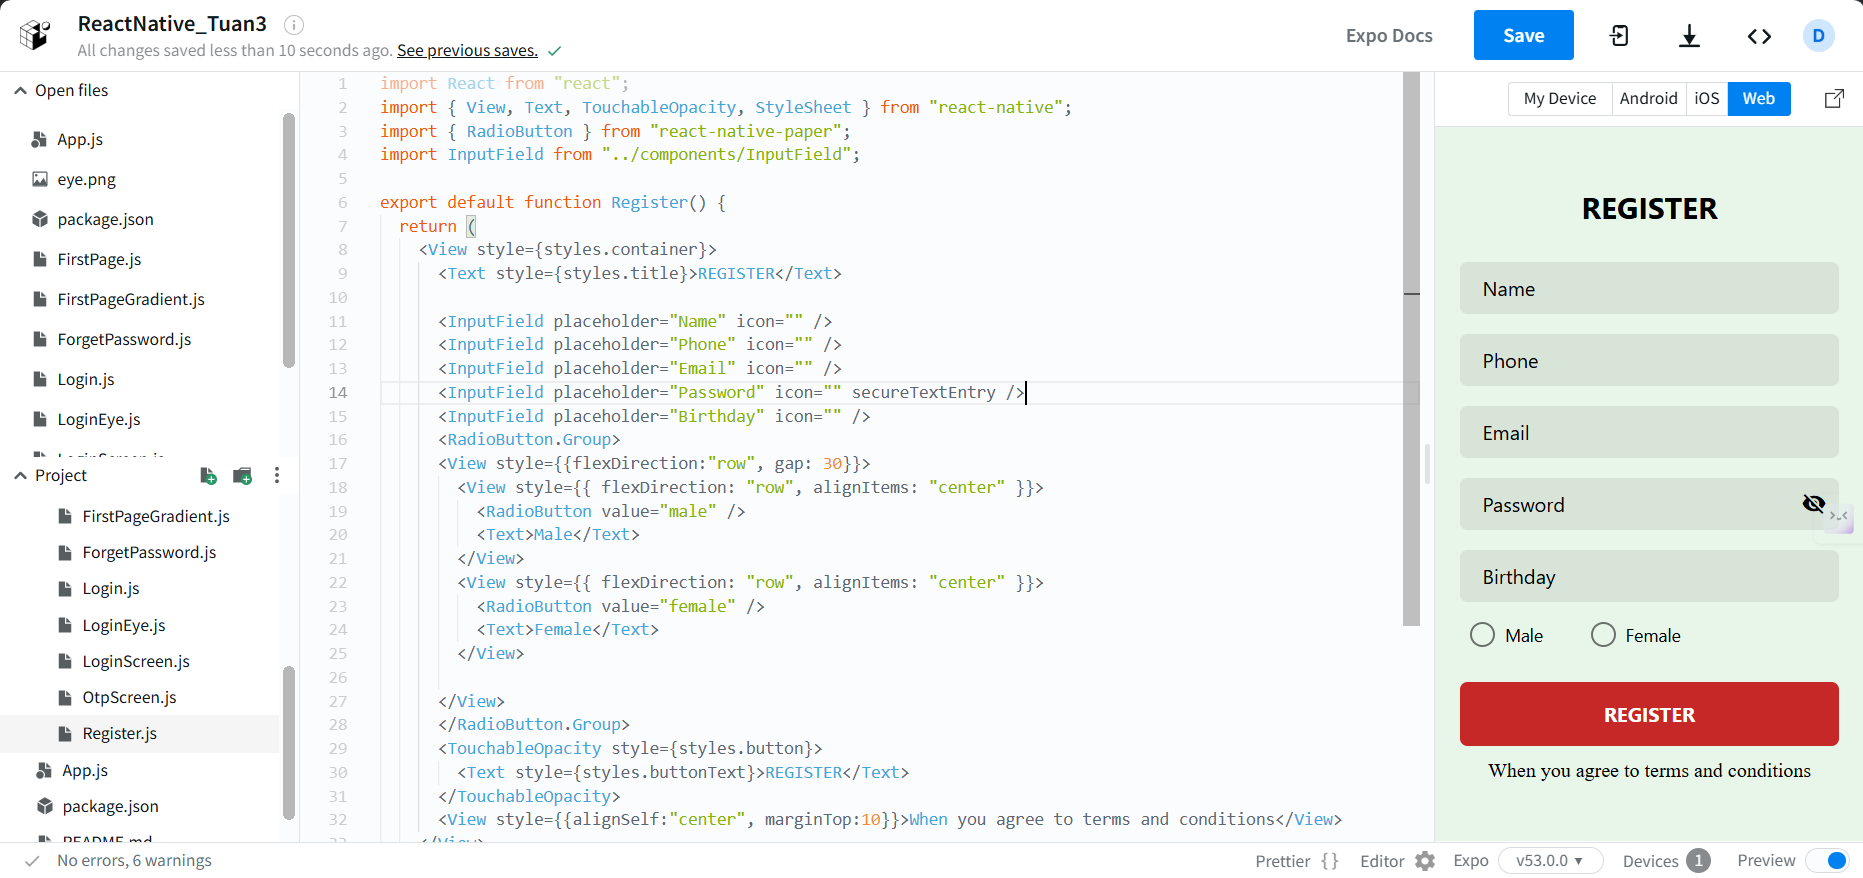 ReactNative_Tuan3
All changes saved less than 10 seconds ago. See previous saves.
Expo Docs
Save
D
Open files
App.js
eye.png
package.json
FirstPage.js
FirstPageGradient.js
ForgetPassword.js
Login.js
LoginEye.js
LoginScreen.js
Project
FirstPageGradient.js
ForgetPassword.js
Login.js
LoginEye.js
LoginScreen.js
OtpScreen.js
Register.js
App.js
package.json
README.md
1 import React from "react";
2 import { View, Text, TouchableOpacity, StyleSheet } from "react-native";
3 import { RadioButton } from "react-native-paper";
4 import InputField from "../components/InputField";
5
6 export default function Register() {
7 return (
8 <View style={styles.container}>
9 <Text style={styles.title}>REGISTER</Text>
10
11 <InputField placeholder="Name" icon="" />
12 <InputField placeholder="Phone" icon="" />
13 <InputField placeholder="Email" icon="" />
14 <InputField placeholder="Password" icon="" secureTextEntry />
15 <InputField placeholder="Birthday" icon="" />
16 <RadioButton.Group>
17 <View style={{flexDirection:"row", gap: 30}}>
18 <View style={{ flexDirection: "row", alignItems: "center" }}>
19 <RadioButton value="male" />
20 <Text>Male</Text>
21 </View>
22 <View style={{ flexDirection: "row", alignItems: "center" }}>
23 <RadioButton value="female" />
24 <Text>Female</Text>
25 </View>
26
27 </View>
28 </RadioButton.Group>
29 <TouchableOpacity style={styles.button}>
30 <Text style={styles.buttonText}>REGISTER</Text>
31 </TouchableOpacity>
32 <View style={{alignSelf:"center", marginTop:10}}>When you agree to terms and conditions</View>
33 </View>
My Device Android iOS Web
REGISTER
Name
Phone
Email
Password
Birthday
Male Female
REGISTER
When you agree to terms and conditions
No errors, 6 warnings
Prettier { } Editor Expo v53.0.0 Devices 1 Preview